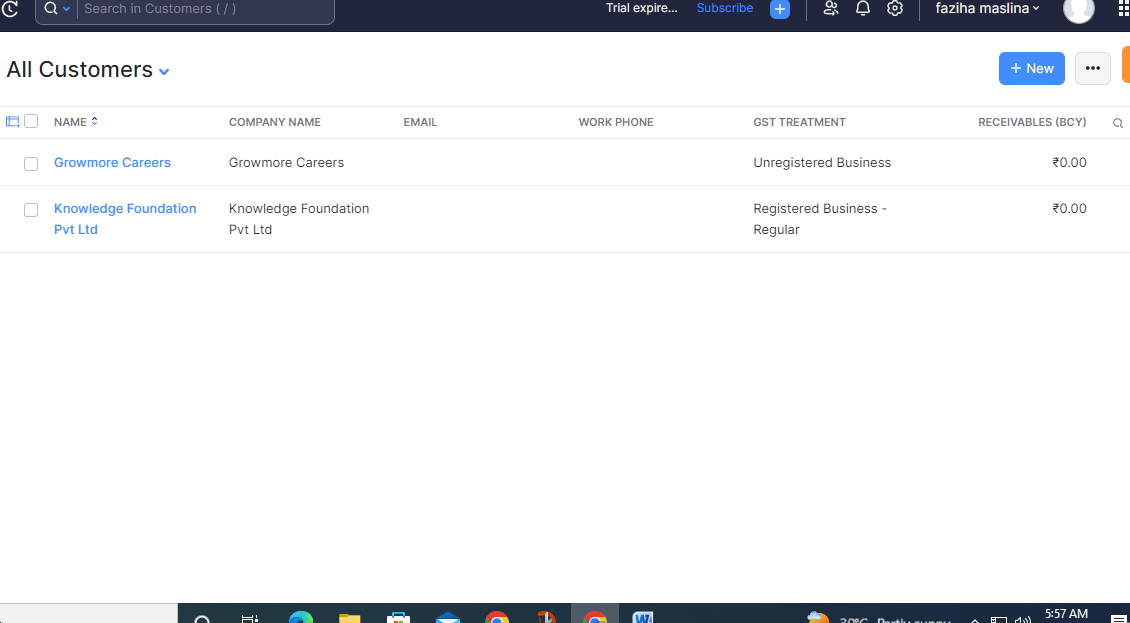 Search in Customers ( / )
Trial expire... Subscribe
faziha maslina
All Customers
+ New
NAME COMPANY NAME EMAIL WORK PHONE GST TREATMENT RECEIVABLES (BCY)
Growmore Careers Growmore Careers Unregistered Business ₹0.00
Knowledge Foundation Knowledge Foundation Registered Business - ₹0.00
Pvt Ltd Pvt Ltd Regular
30°C Partly sunny
5:57 AM